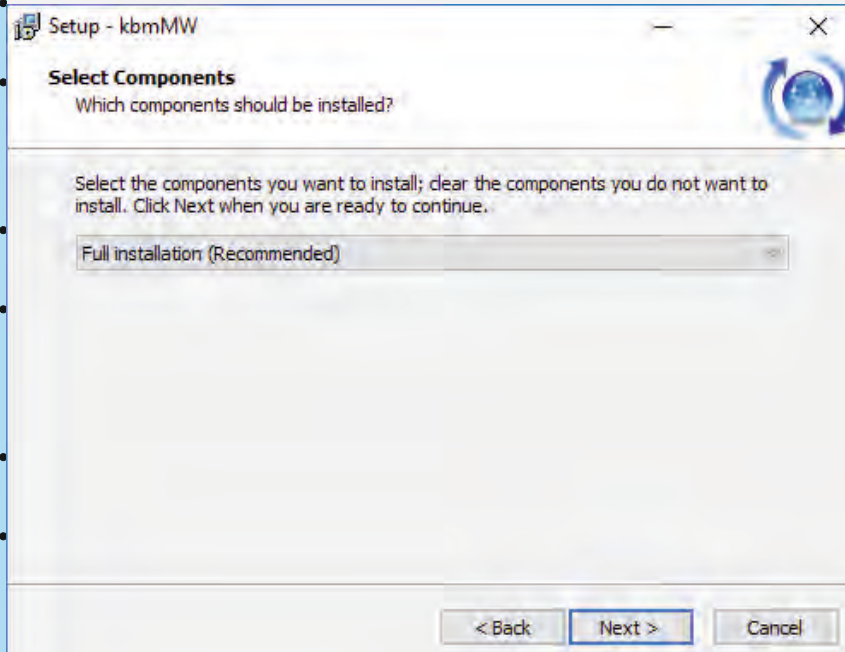 Setup - kbmMW
Select Components
Which components should be installed?
Select the components you want to install; clear the components you do not want to
install. Click Next when you are ready to continue.
Full installation (Recommended)
< Back Next > Cancel